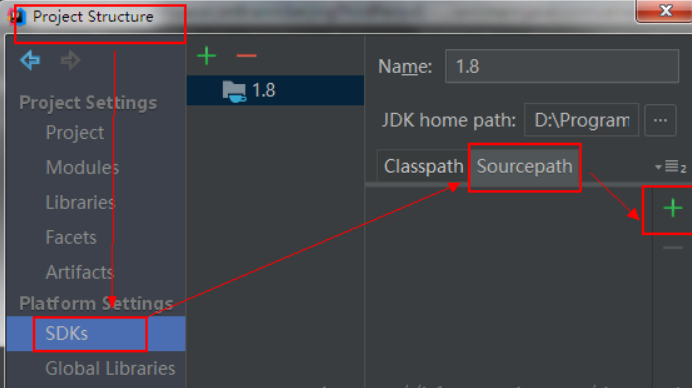 Project Structure
Project Settings
Project
Modules
Libraries
Facets
Artifacts
Platform Settings
SDKs
Global Libraries
1.8
Name: 1.8
JDK home path: D:\Program ...
Classpath Sourcepath